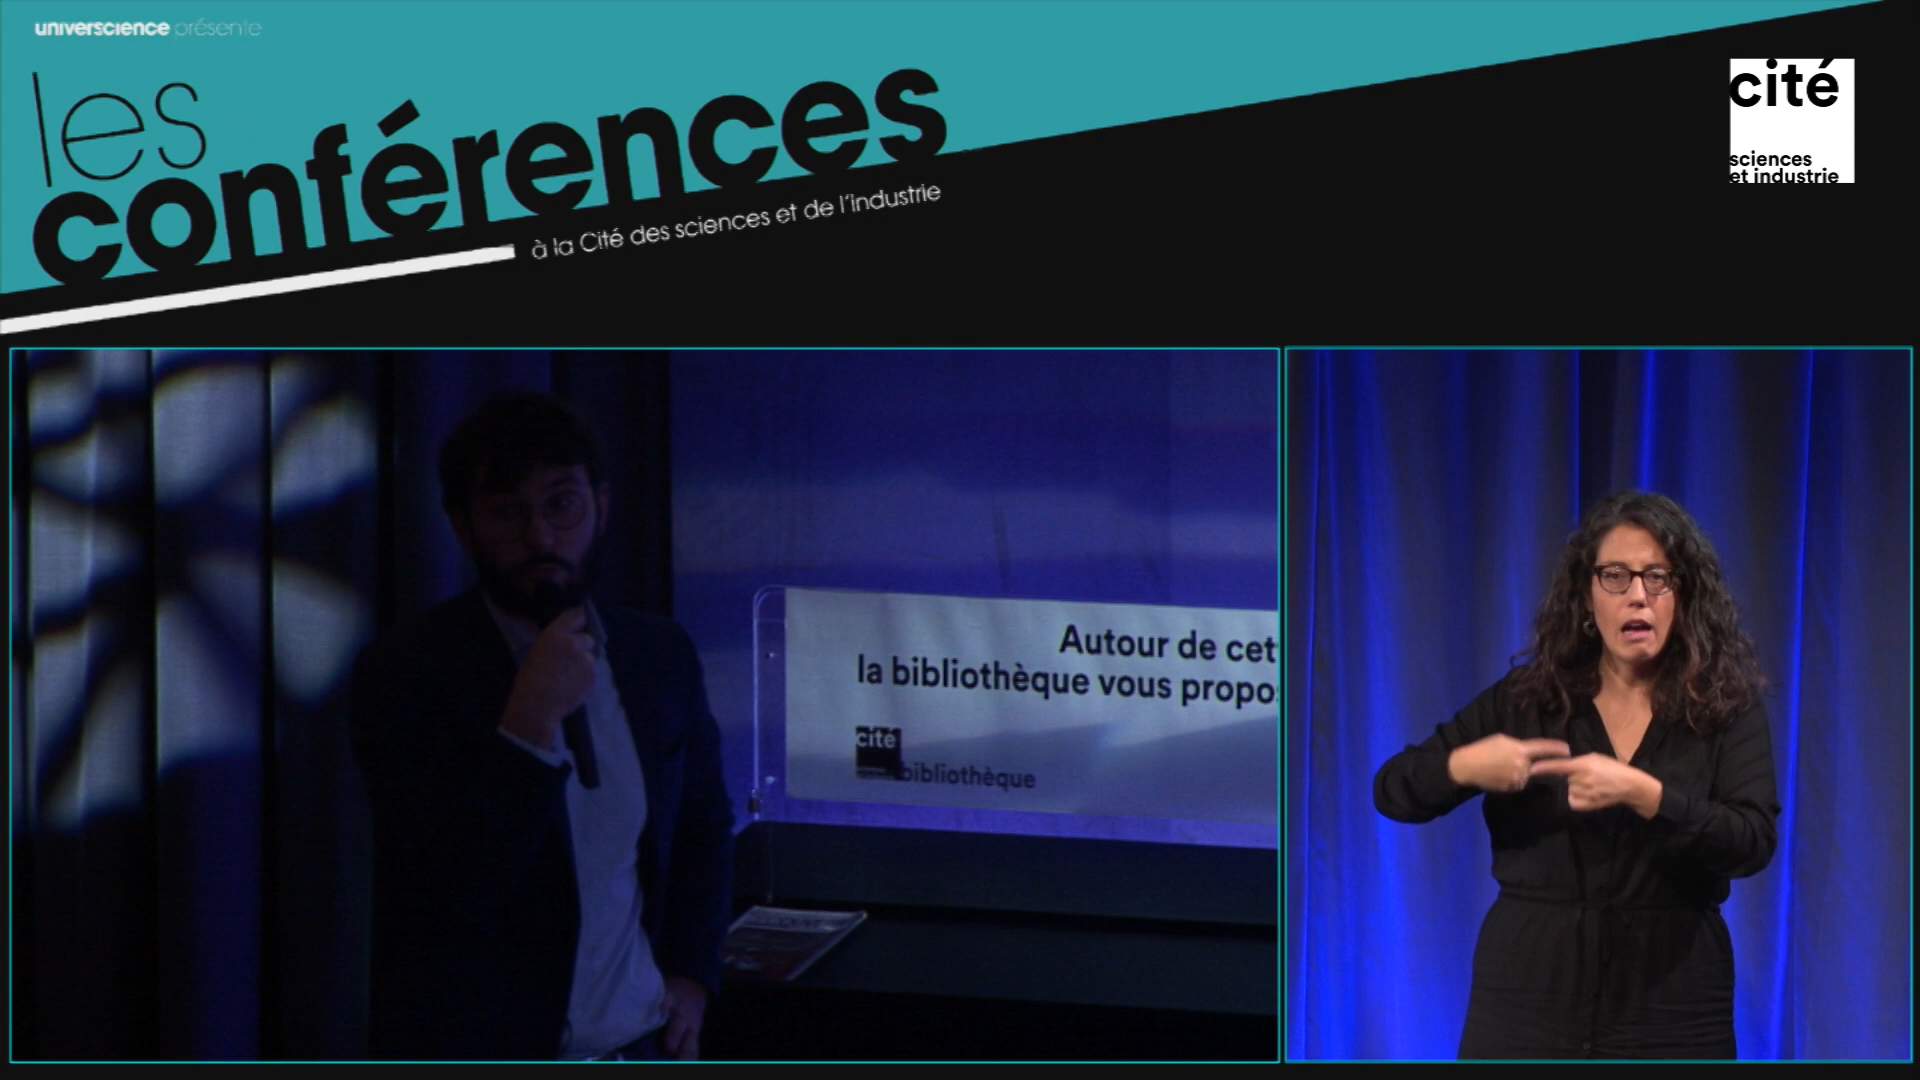 universcience présente
les
conférences
à la Cité des sciences et de l'industrie
cité
sciences
et industrie
Autour de cet
la bibliothèque vous propos
cité
bibliothèque